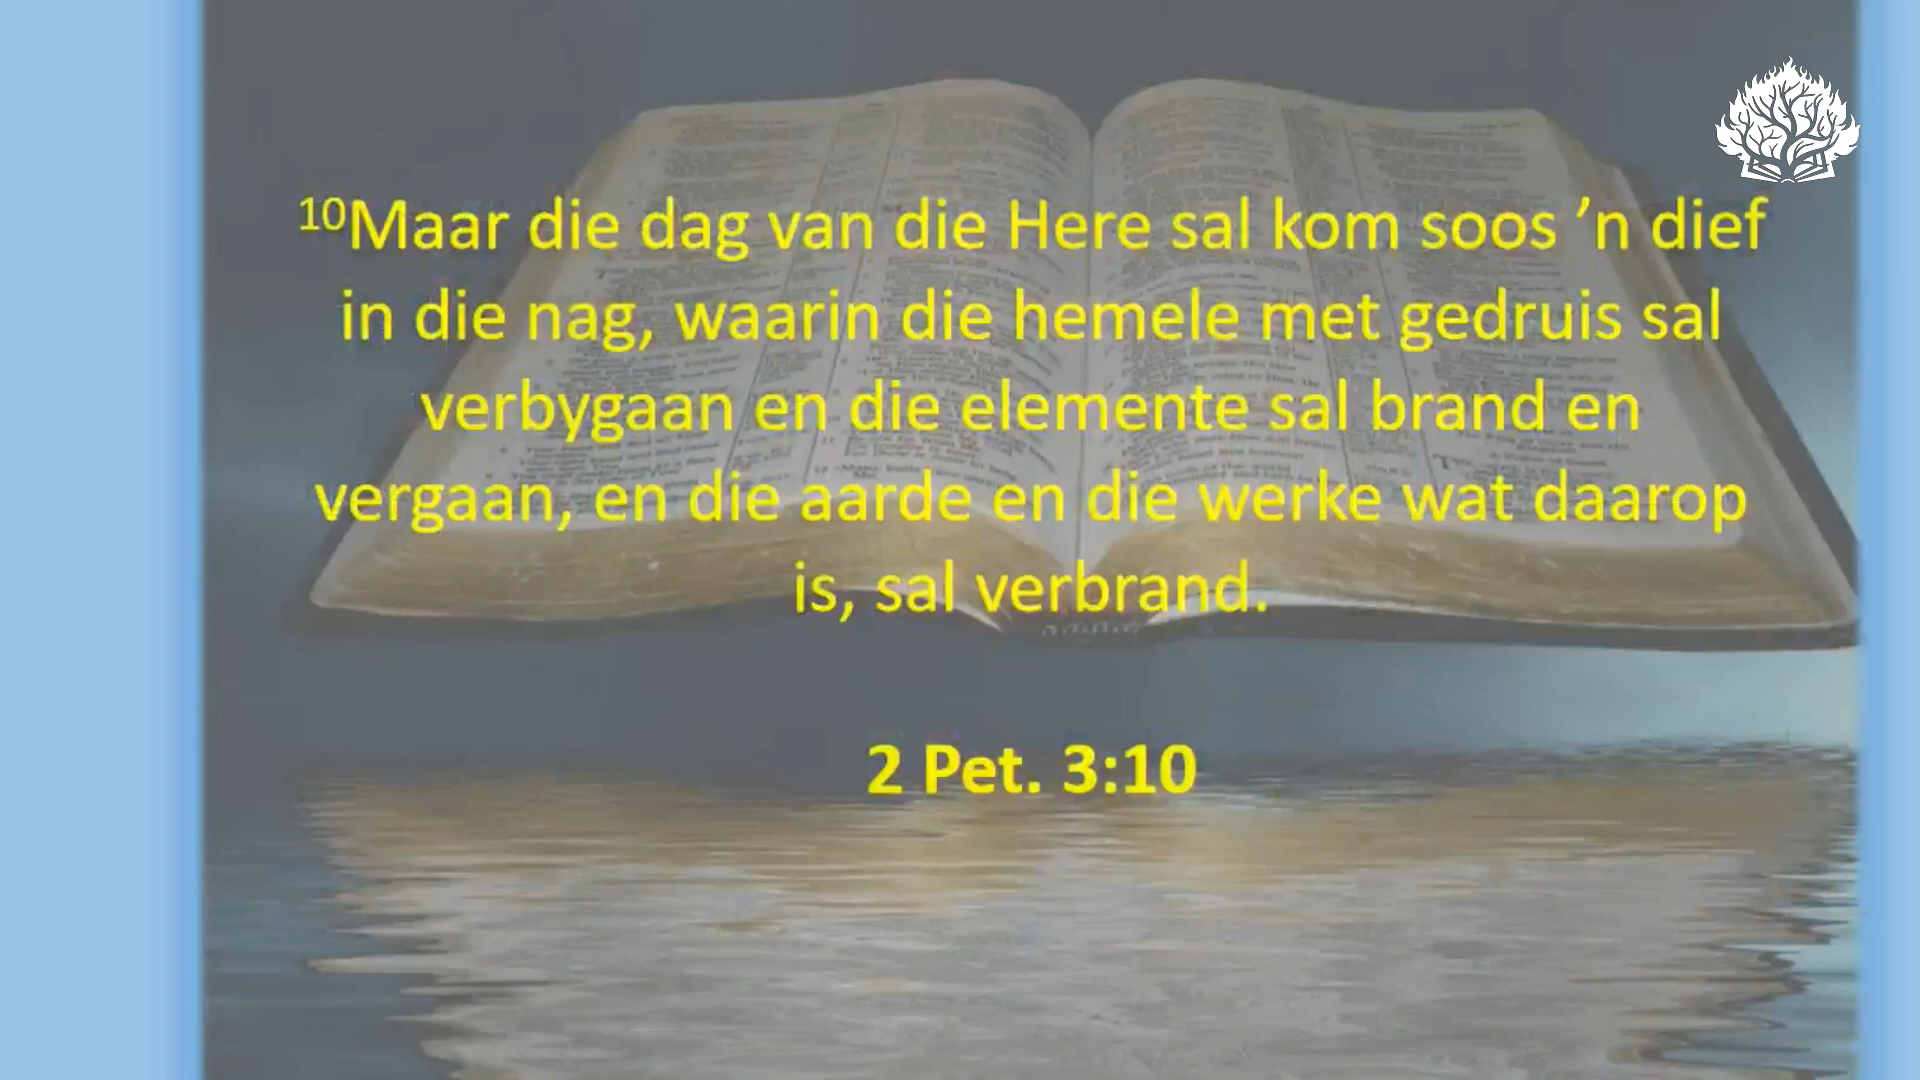 ¹⁰Maar die dag van die Here sal kom soos ’n dief
in die nag, waarin die hemele met gedruis sal
verbygaan en die elemente sal brand en
vergaan, en die aarde en die werke wat daarop
is, sal verbrand.
2 Pet. 3:10